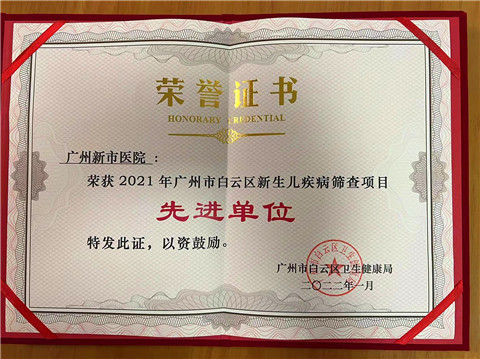 荣誉证书
HONORARY CREDENTIAL
广州新市医院：
荣获2021年广州市白云区新生儿疾病筛查项目
先进单位
特发此证，以资鼓励。
广州市白云区卫生健康局
二〇二二年一月